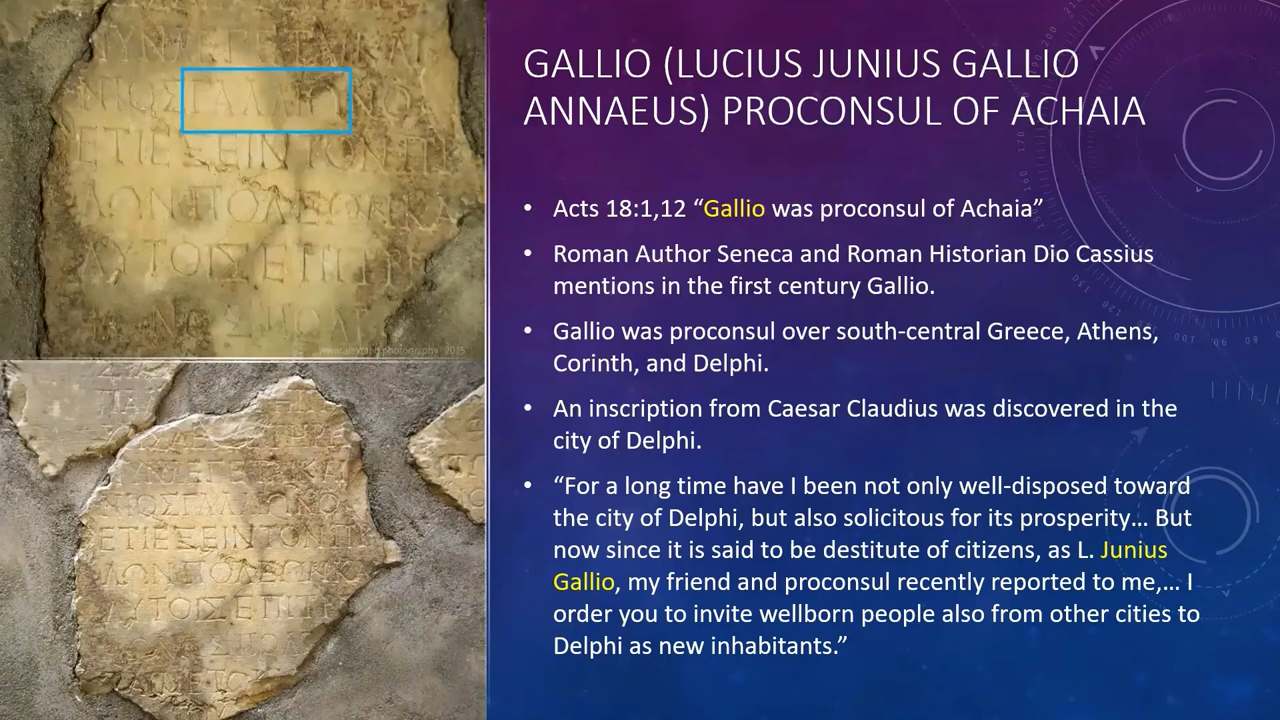 GALLIO (LUCIUS JUNIUS GALLIO
ANNAEUS) PROCONSUL OF ACHAIA
• Acts 18:1,12 “Gallio was proconsul of Achaia”
• Roman Author Seneca and Roman Historian Dio Cassius
mentions in the first century Gallio.
• Gallio was proconsul over south-central Greece, Athens,
Corinth, and Delphi.
• An inscription from Caesar Claudius was discovered in the
city of Delphi.
• “For a long time have I been not only well-disposed toward
the city of Delphi, but also solicitous for its prosperity… But
now since it is said to be destitute of citizens, as L. Junius
Gallio, my friend and proconsul recently reported to me,… I
order you to invite wellborn people also from other cities to
Delphi as new inhabitants.”
ΝΙΟΣΓΑΛΛΙΩΝΟ
ΕΤΙΕΞΕΙΝΤΟΝΠΡ
ΛΩΝΠΟΛΕΩΝΚ
ΑΥΤΟΙΣΕΠΙΤΡ